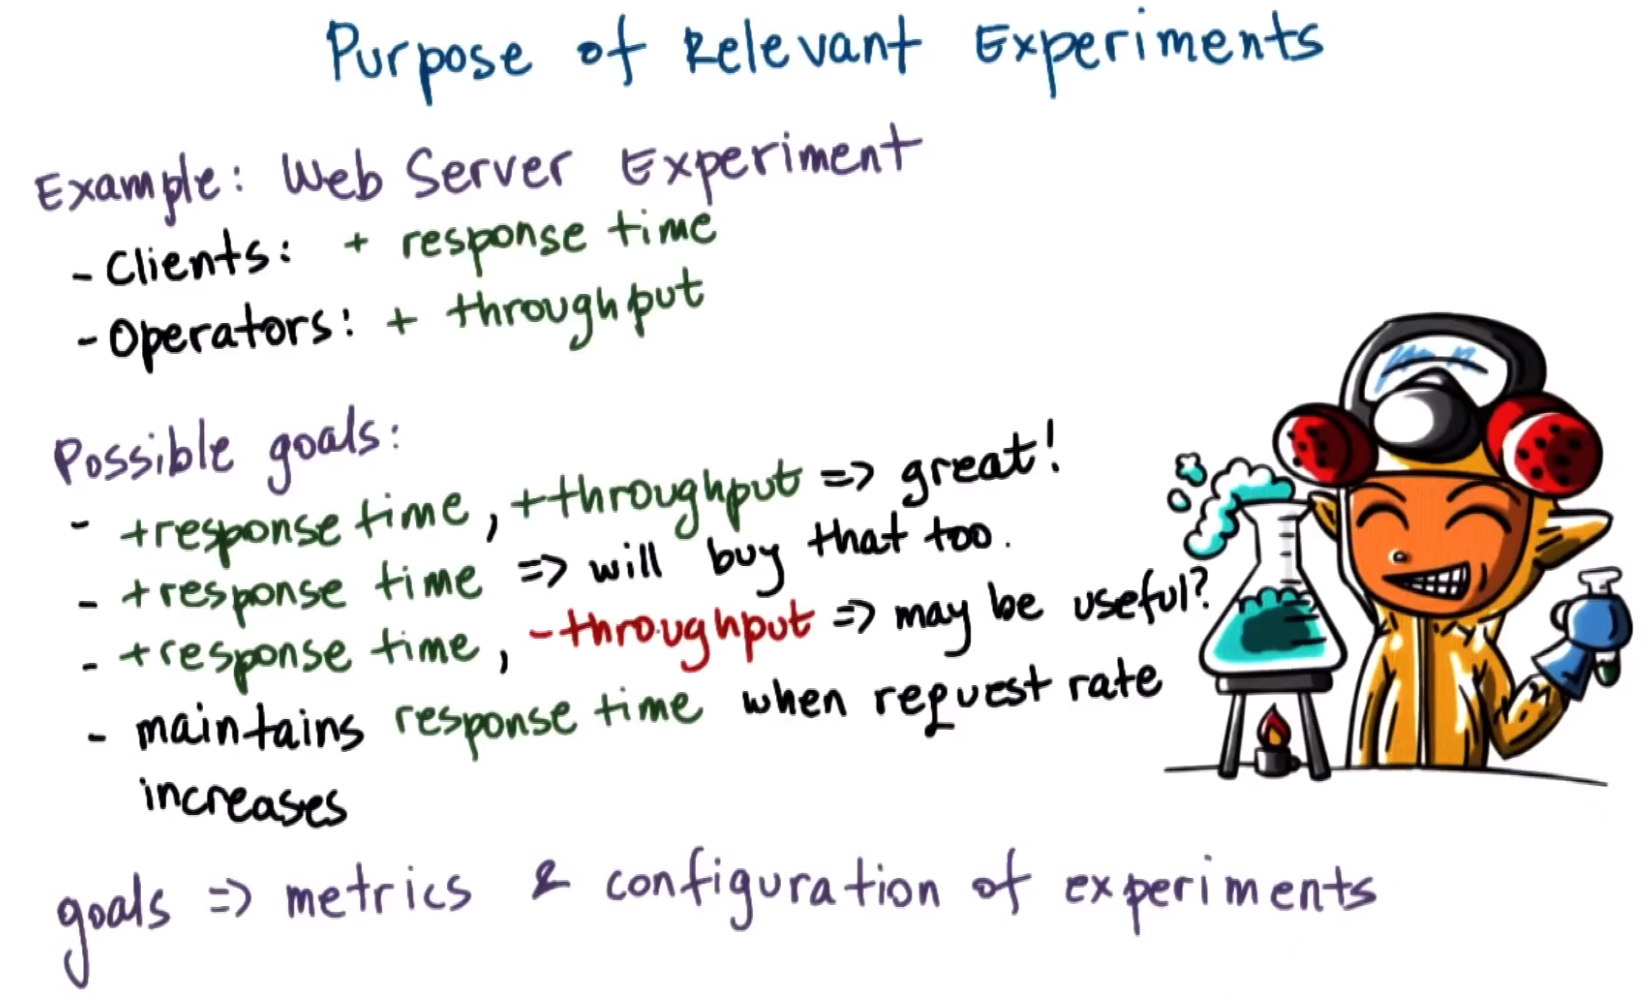 Purpose of Relevant Experiments
Example: Web Server Experiment
- Clients: + response time
- Operators: + throughput
Possible goals:
- +response time, +throughput => great!
- +response time => will buy that too.
- +response time, -throughput => may be useful?
- maintains response time when request rate
increases
goals => metrics & configuration of experiments